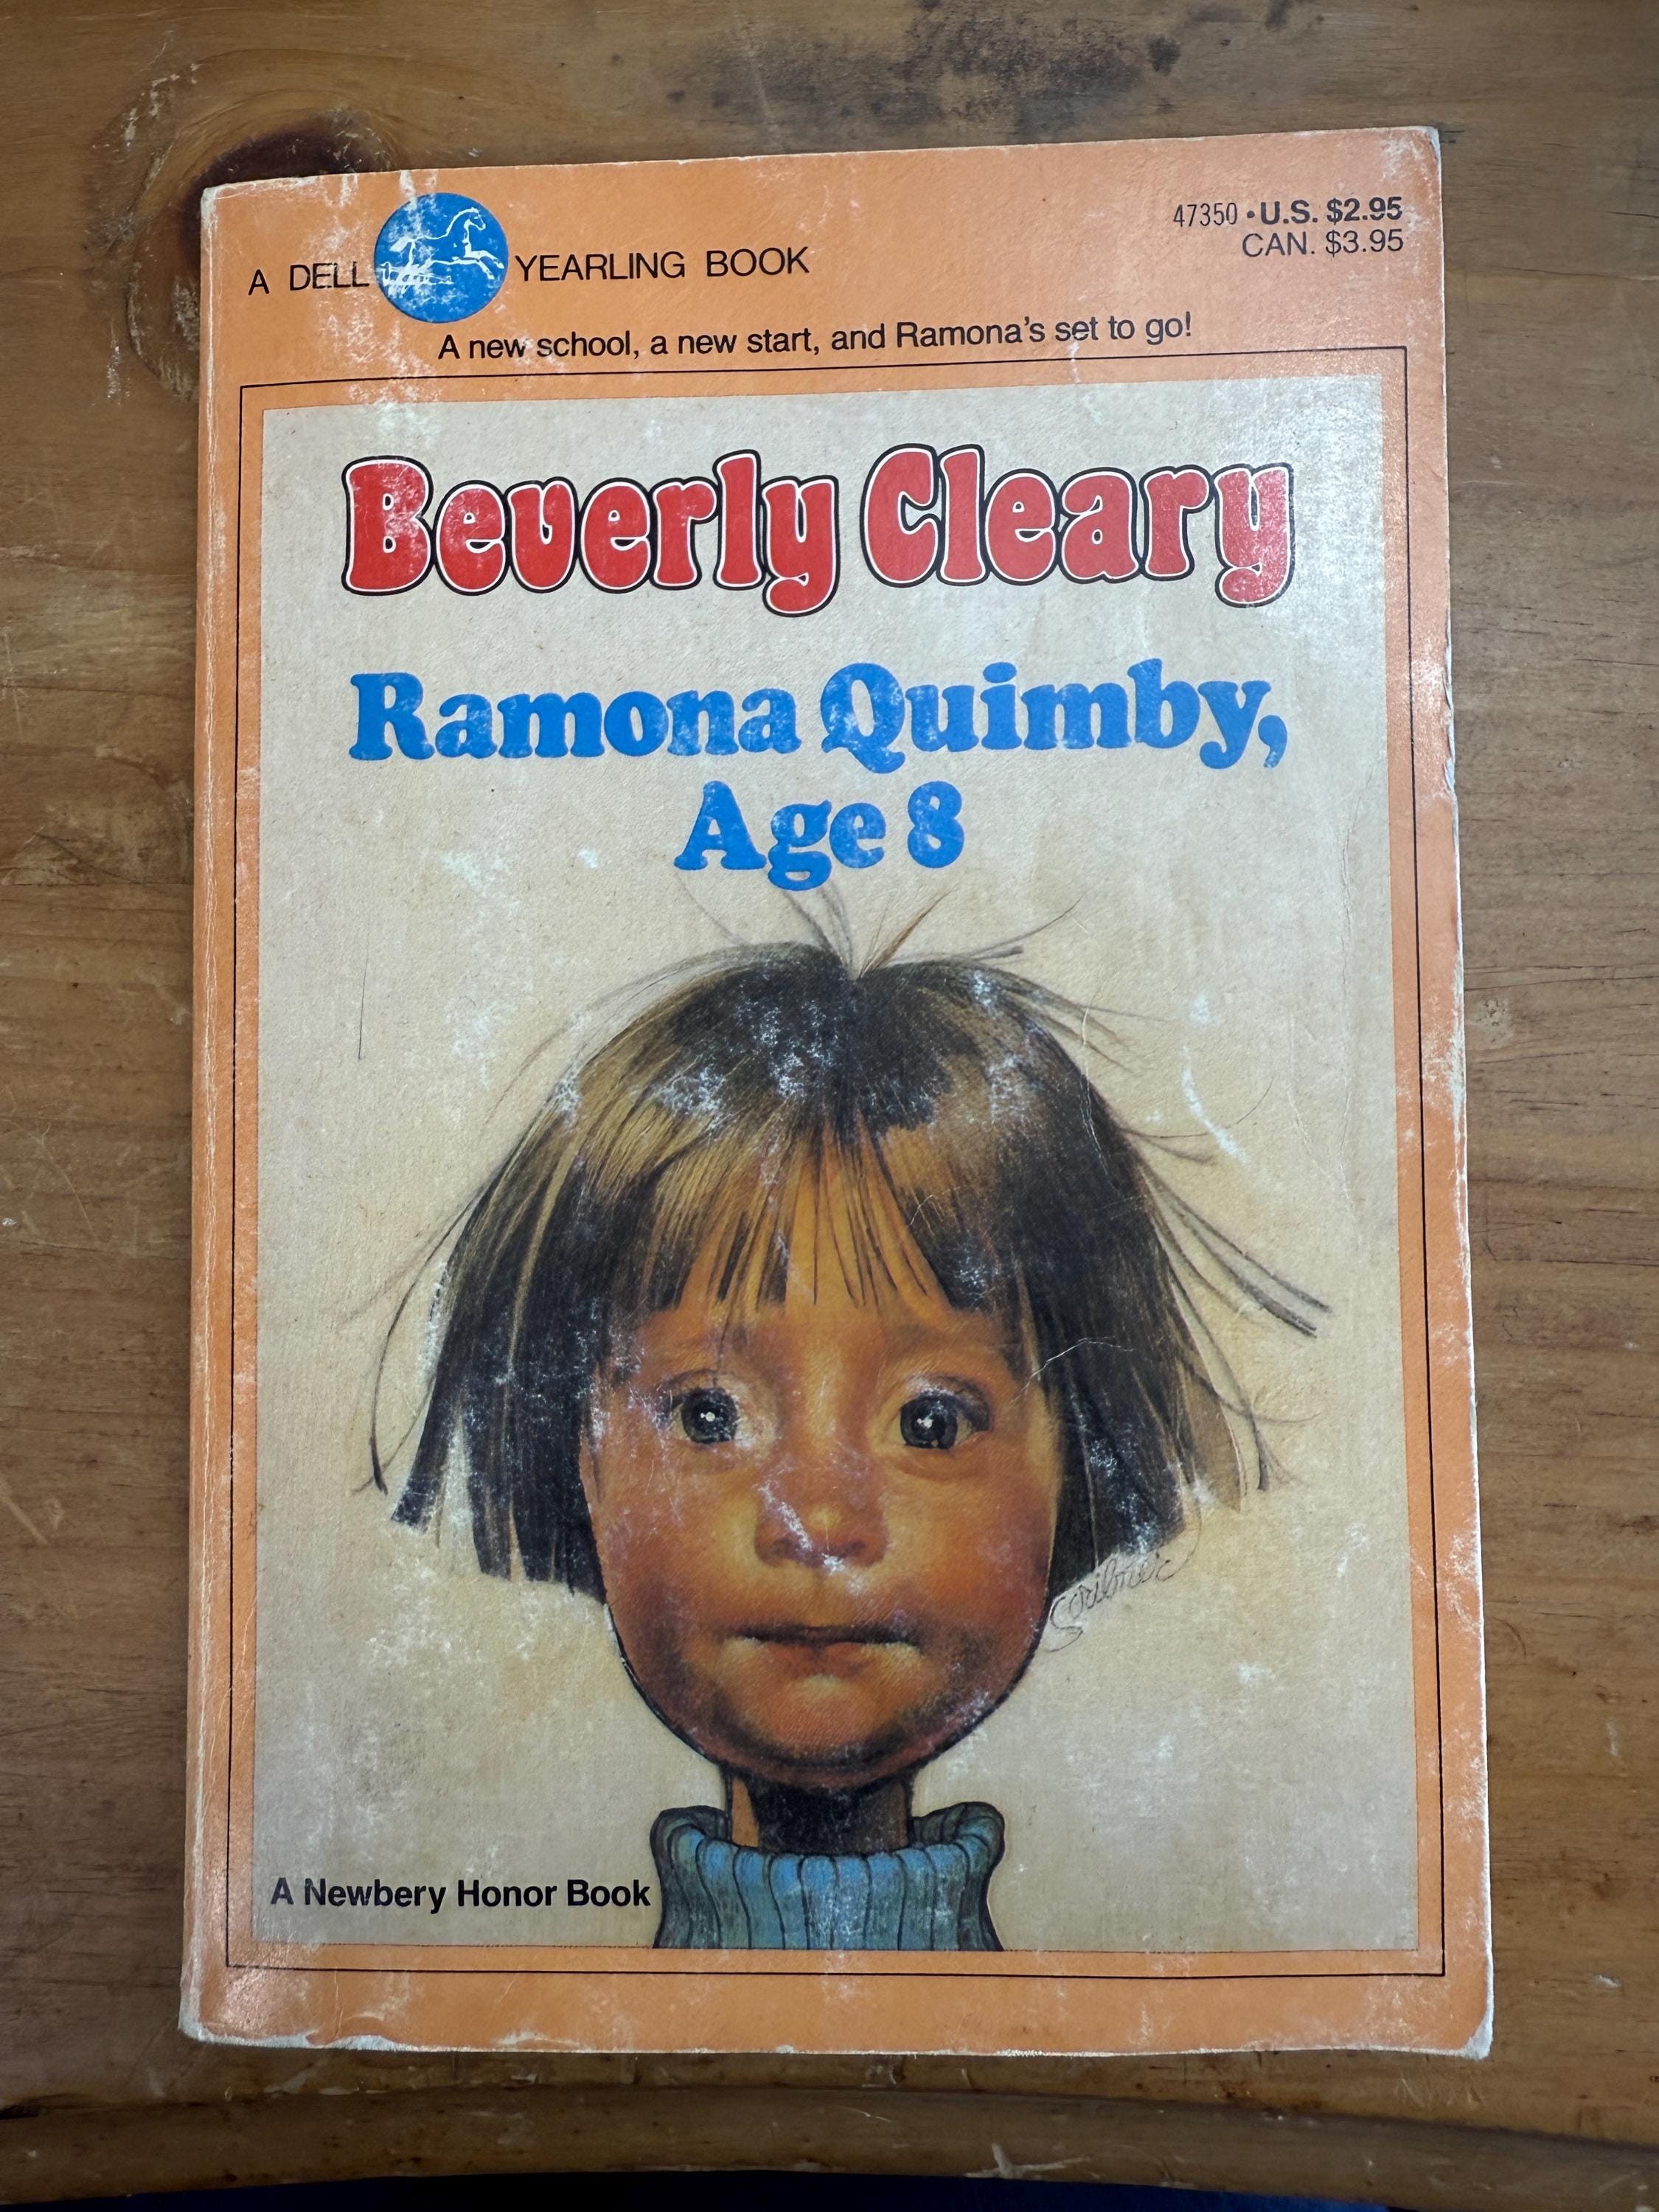 A DELL YEARLING BOOK
47350 • U.S. $2.95
CAN. $3.95
A new school, a new start, and Ramona's set to go!
Beverly Cleary
Ramona Quimby,
Age 8
Scribner
A Newbery Honor Book